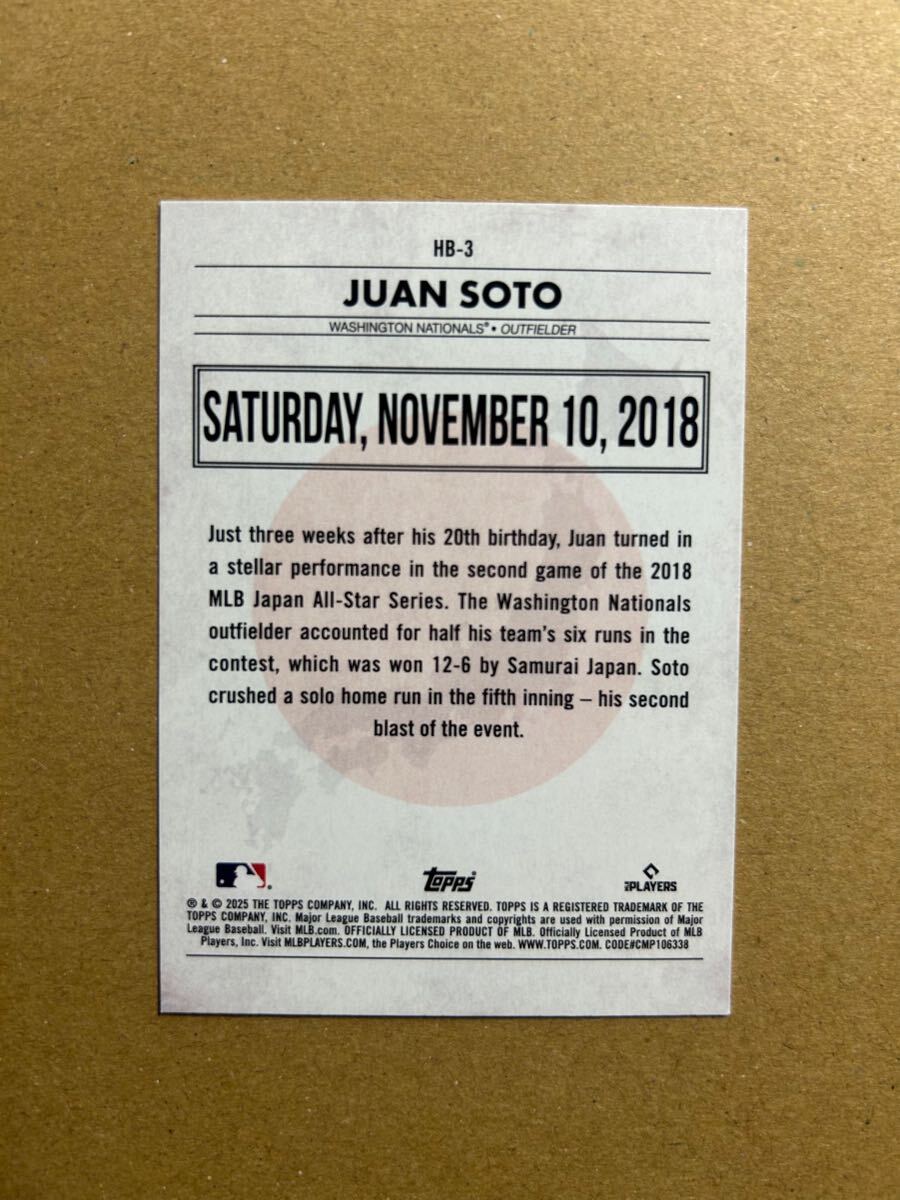 HB-3
JUAN SOTO
WASHINGTON NATIONALS® • OUTFIELDER
SATURDAY, NOVEMBER 10, 2018
Just three weeks after his 20th birthday, Juan turned in
a stellar performance in the second game of the 2018
MLB Japan All-Star Series. The Washington Nationals
outfielder accounted for half his team's six runs in the
contest, which was won 12-6 by Samurai Japan. Soto
crushed a solo home run in the fifth inning – his second
blast of the event.
topps
MLB PLAYERS
® & © 2025 THE TOPPS COMPANY, INC. ALL RIGHTS RESERVED. TOPPS IS A REGISTERED TRADEMARK OF THE
TOPPS COMPANY, INC. Major League Baseball trademarks and copyrights are used with permission of Major
League Baseball. Visit MLB.com. OFFICIALLY LICENSED PRODUCT OF MLB. Officially Licensed Product of MLB
Players, Inc. Visit MLBPLAYERS.COM, the Players Choice on the web. WWW.TOPPS.COM. CODE#CMP106338